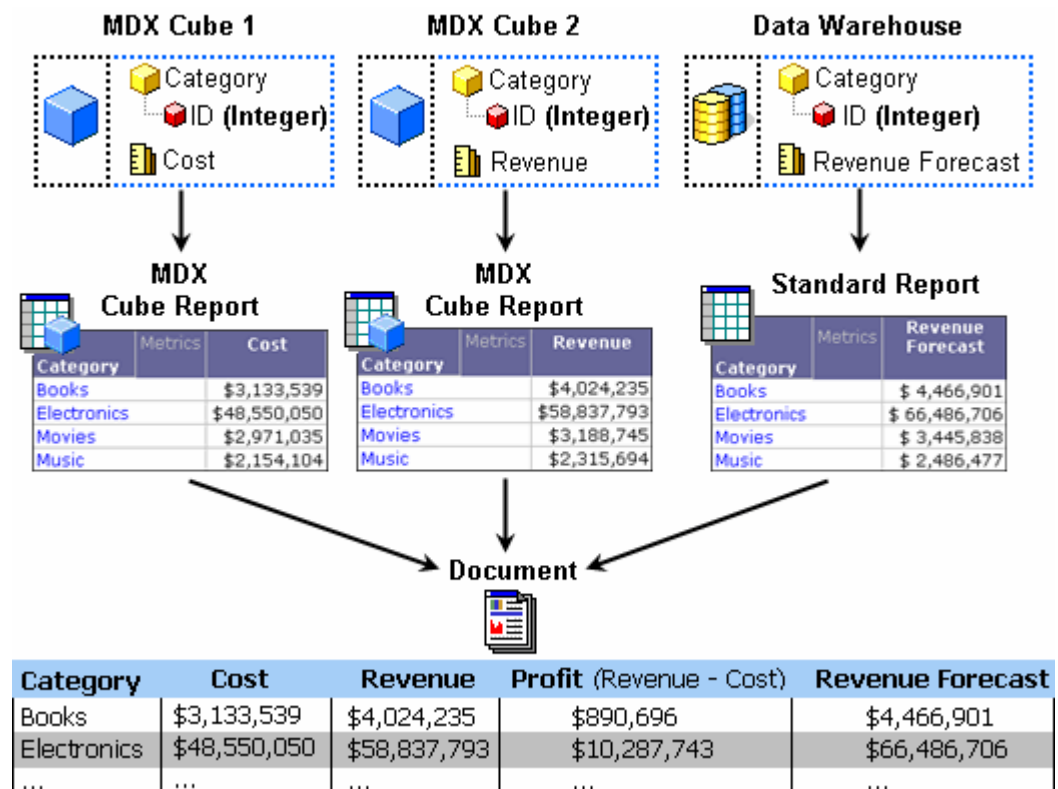 MDX Cube 1
MDX Cube 2
Data Warehouse
Category
ID (Integer)
Cost
Category
ID (Integer)
Revenue
Category
ID (Integer)
Revenue Forecast
MDX
Cube Report
Metrics Cost
Category
Books $3,133,539
Electronics $48,550,050
Movies $2,971,035
Music $2,154,104
MDX
Cube Report
Metrics Revenue
Category
Books $4,024,235
Electronics $58,837,793
Movies $3,188,745
Music $2,315,694
Standard Report
Metrics Revenue
Forecast
Category
Books $ 4,466,901
Electronics $ 66,486,706
Movies $ 3,445,838
Music $ 2,486,477
Document
Category Cost Revenue Profit (Revenue - Cost) Revenue Forecast
Books $3,133,539 $4,024,235 $890,696 $4,466,901
Electronics $48,550,050 $58,837,793 $10,287,743 $66,486,706
... ... ... ... ...